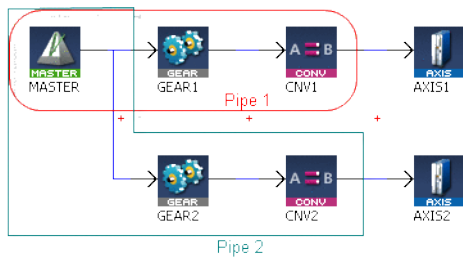 A B
MASTER GEAR CONV AXIS
MASTER GEAR1 CNV1 AXIS1
Pipe 1
A B
GEAR CONV AXIS
GEAR2 CNV2 AXIS2
Pipe 2